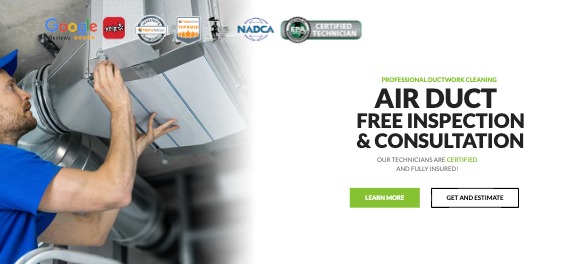 Google
Reviews
NADCA
EPA CERTIFIED
TECHNICIAN
PROFESSIONAL DUCTWORK CLEANING
AIR DUCT
FREE INSPECTION
& CONSULTATION
OUR TECHNICIANS ARE CERTIFIED
AND FULLY INSURED!
LEARN MORE
GET AND ESTIMATE